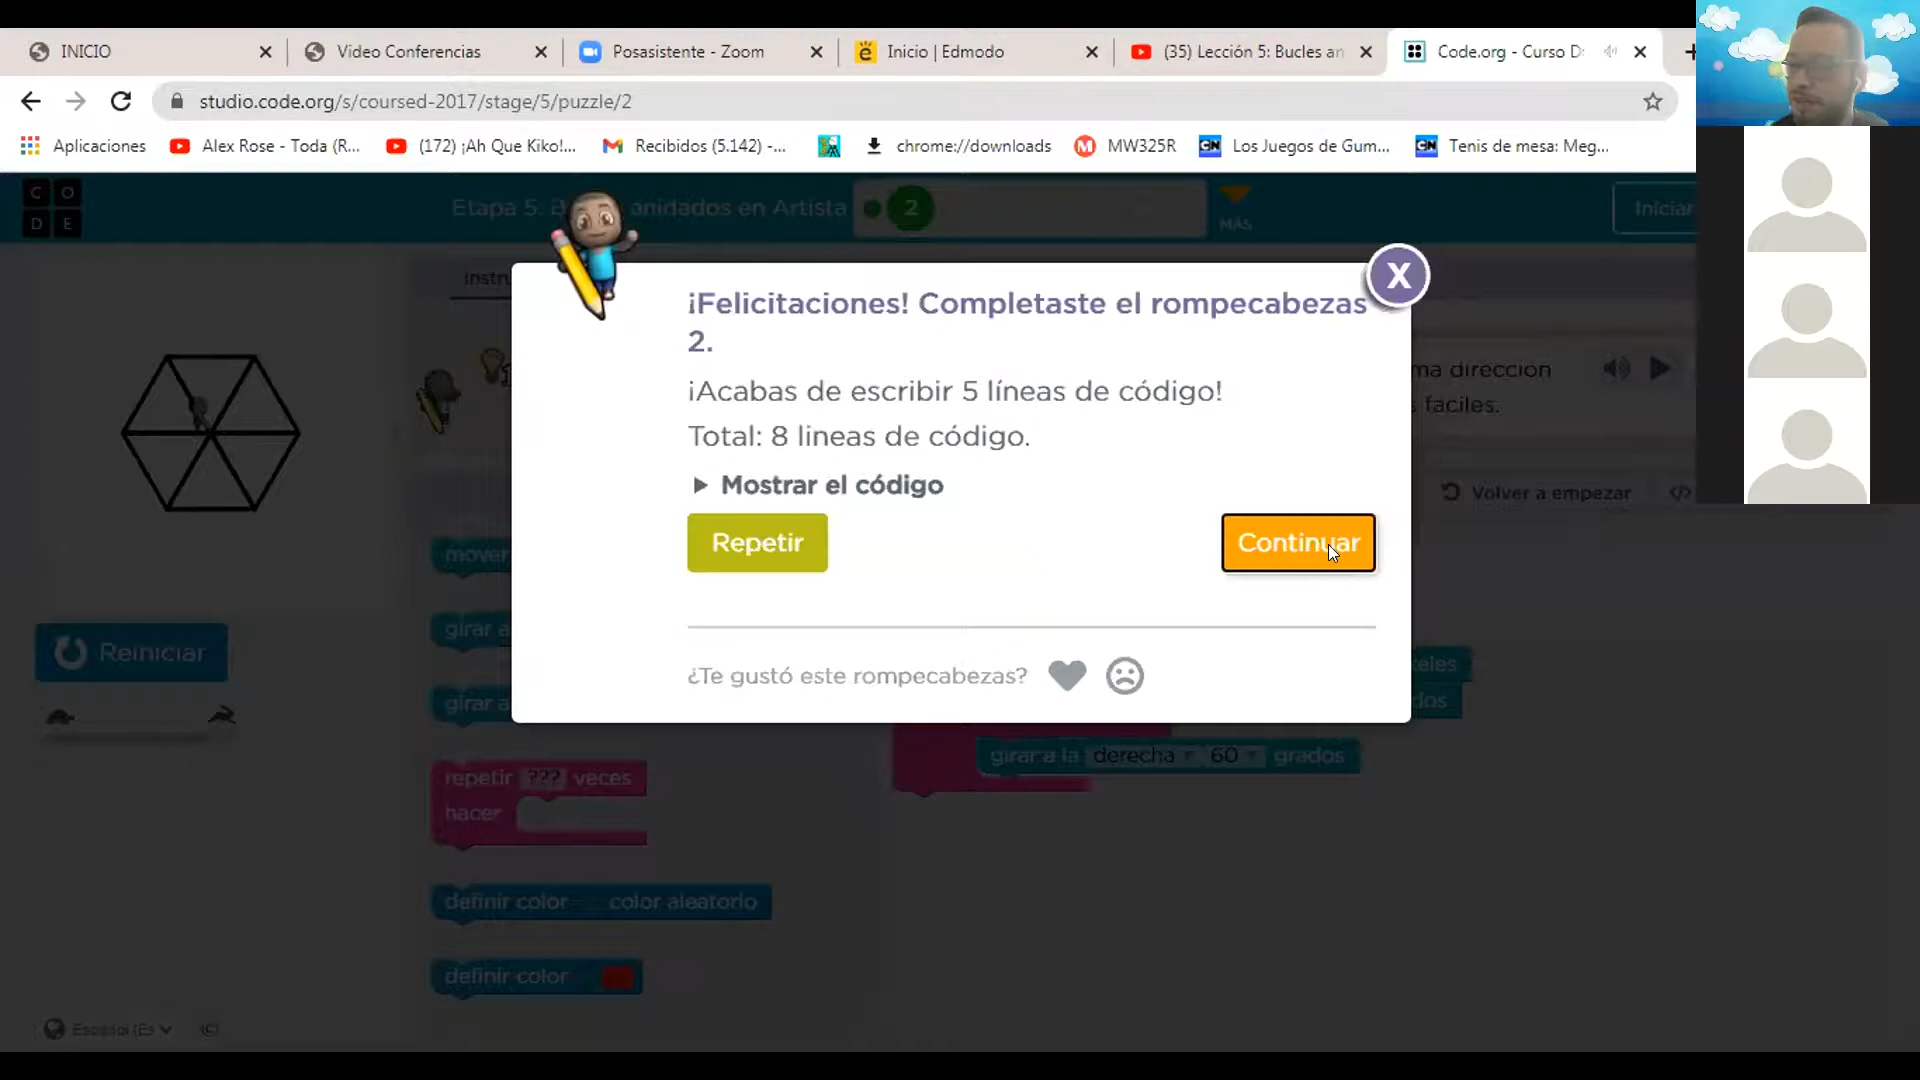 INICIO
Video Conferencias
Posasistente - Zoom
Inicio | Edmodo
(35) Lección 5: Bucles an
Code.org - Curso D:
studio.code.org/s/coursed-2017/stage/5/puzzle/2
Aplicaciones
Alex Rose - Toda (R...
(172) ¡Ah Que Kiko!...
Recibidos (5.142) -...
chrome://downloads
MW325R
Los Juegos de Gum...
Tenis de mesa: Meg...
C O
D E
Etapa 5. B anidados en Artista
2
MÁS
Iniciar
Instru
¡Felicitaciones! Completaste el rompecabezas
2.
¡Acabas de escribir 5 líneas de código!
Total: 8 lineas de código.
Mostrar el código
Repetir
Continuar
¿Te gustó este rompecabezas?
X
ma dirección
faciles.
Volver a empezar
mover
girar a
girar a
Reiniciar
repetir ??? veces
hacer
definir color color aleatorio
definir color
girar a la derecha 60 grados
Español (Es